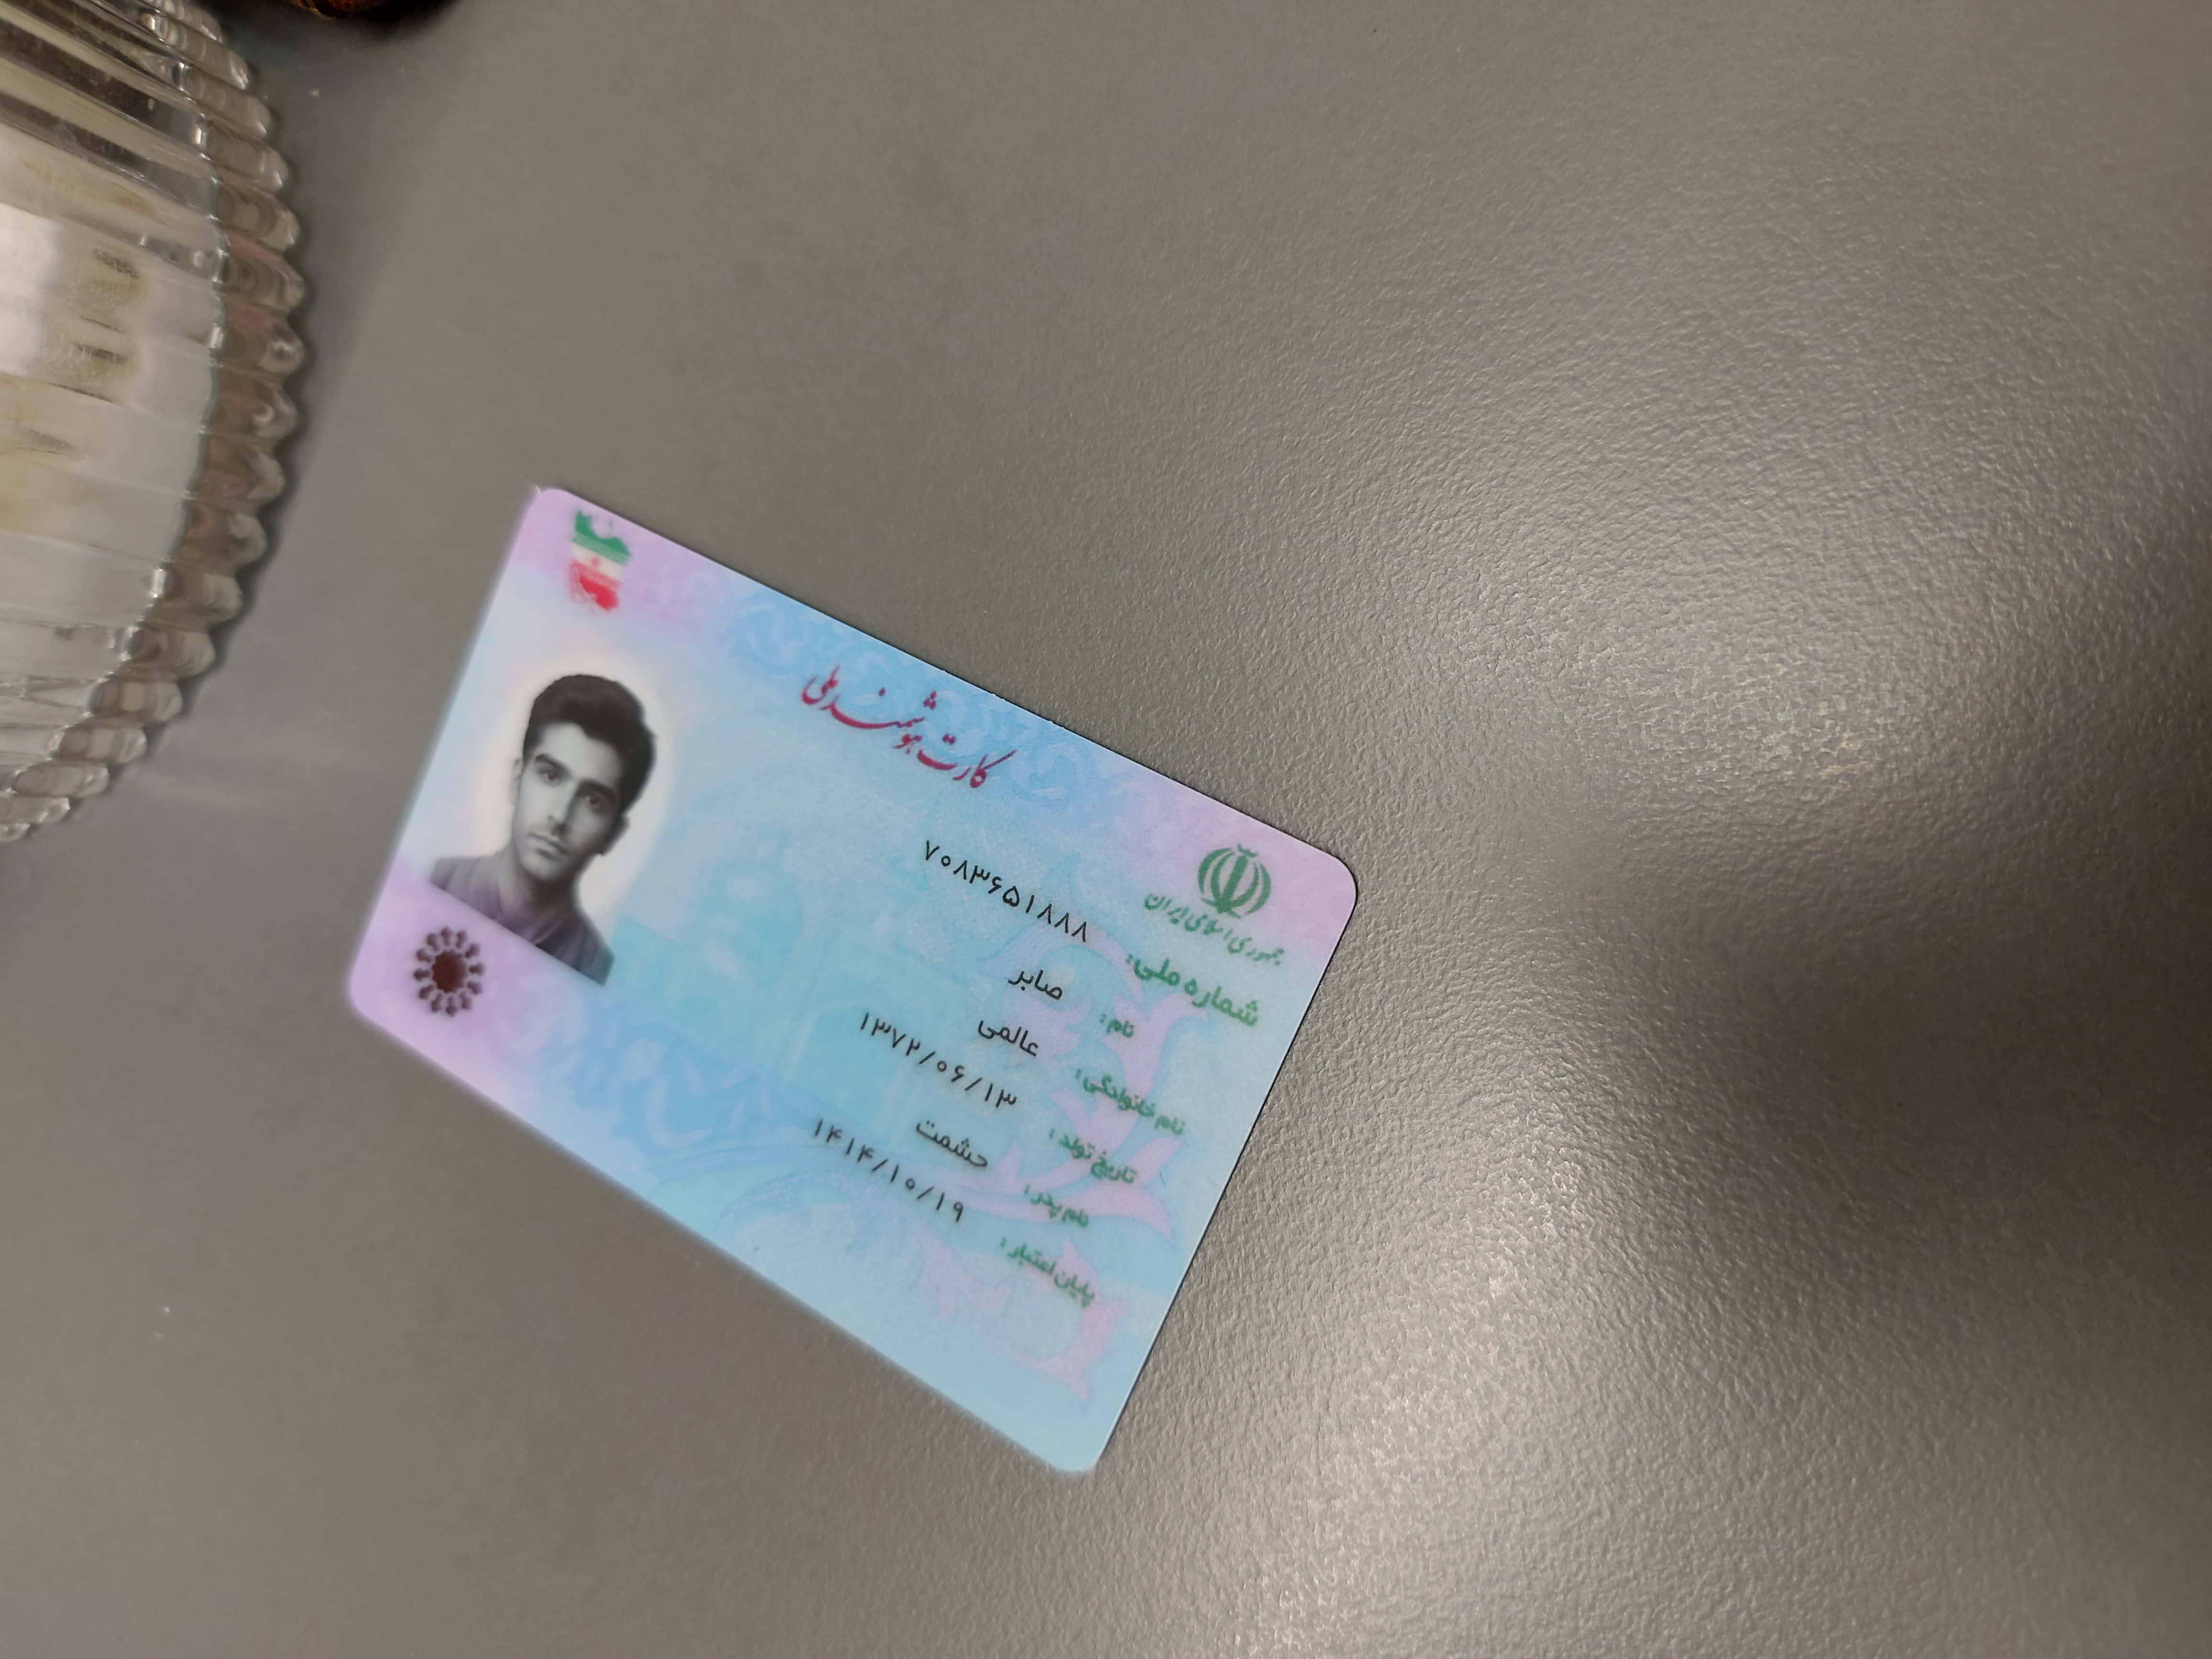 کارت هوشمند ملی
جمهوری اسلامی ایران
شماره ملی: ۷۰۸۳۶۵۱۸۸۸
نام: صابر
نام خانوادگی: عالمی
تاریخ تولد: ۱۳۷۲/۰۶/۱۳
نام پدر: حشمت
پایان اعتبار: ۱۴۱۴/۱۰/۱۹